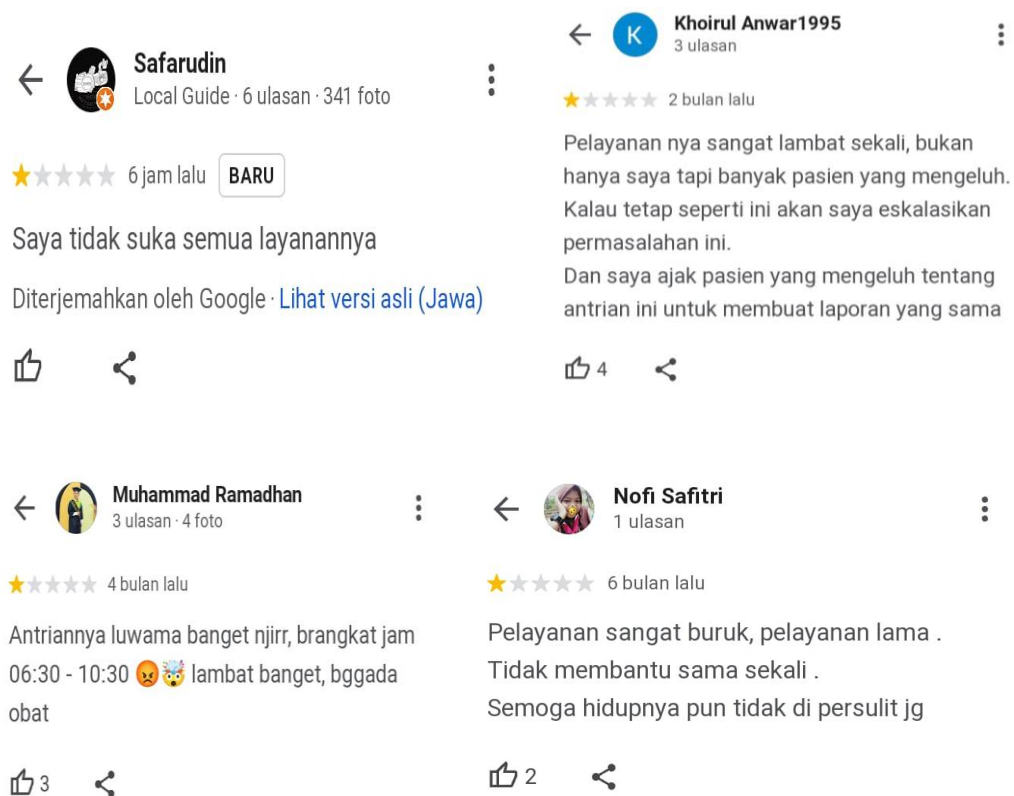 Safarudin
Local Guide · 6 ulasan · 341 foto
6 jam lalu BARU
Saya tidak suka semua layanannya
Diterjemahkan oleh Google · Lihat versi asli (Jawa)
K
Khoirul Anwar1995
3 ulasan
2 bulan lalu
Pelayanan nya sangat lambat sekali, bukan
hanya saya tapi banyak pasien yang mengeluh.
Kalau tetap seperti ini akan saya eskalasikan
permasalahan ini.
Dan saya ajak pasien yang mengeluh tentang
antrian ini untuk membuat laporan yang sama
4
Muhammad Ramadhan
3 ulasan · 4 foto
4 bulan lalu
Antriannya luwama banget njirr, brangkat jam
06:30 - 10:30 😡🤯 lambat banget, bggada
obat
3
Nofi Safitri
1 ulasan
6 bulan lalu
Pelayanan sangat buruk, pelayanan lama .
Tidak membantu sama sekali .
Semoga hidupnya pun tidak di persulit jg
2